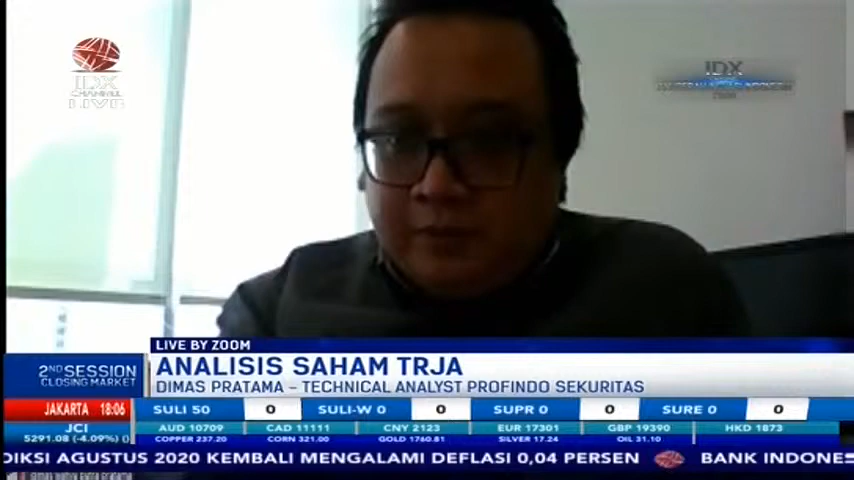 IDX
CHANNEL
LIVE
IDX
LIVE BY ZOOM
ANALISIS SAHAM TRJA
DIMAS PRATAMA – TECHNICAL ANALYST PROFINDO SEKURITAS
2ND SESSION
CLOSING MARKET
JAKARTA 18:06
SULI 50 0 SULI-W 0 0 SUPR 0 0 SURE 0 0
JCI
AUD 10709 CAD 11111 CNY 2123 EUR 17301 GBP 19390 HKD 1873
5291.08 (-4.09%) 0
COPPER 237.20 CORN 321.00 GOLD 1760.81 SILVER 17.24 OIL 31.10
DIKSI AGUSTUS 2020 KEMBALI MENGALAMI DEFLASI 0,04 PERSEN BANK INDONES